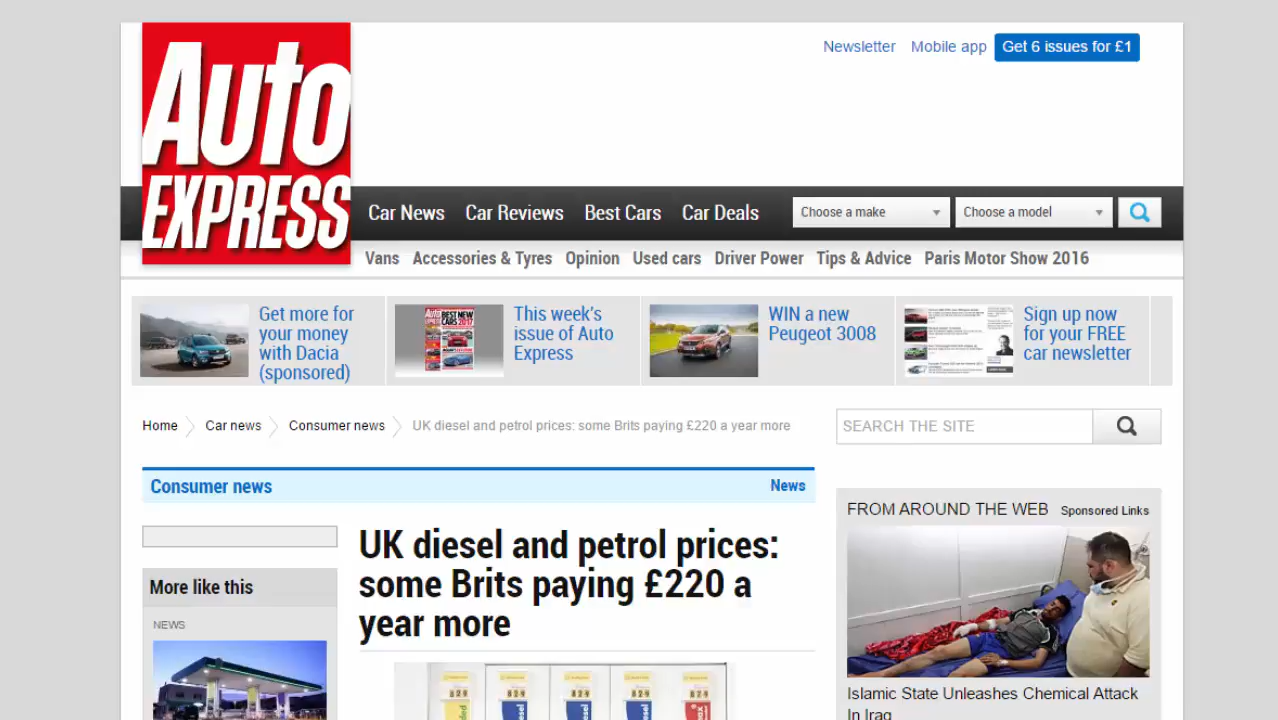 Newsletter Mobile app Get 6 issues for £1
Auto
EXPRESS
Car News Car Reviews Best Cars Car Deals Choose a make Choose a model
Vans Accessories & Tyres Opinion Used cars Driver Power Tips & Advice Paris Motor Show 2016
Get more for
your money
with Dacia
(sponsored)
This week's
issue of Auto
Express
WIN a new
Peugeot 3008
Sign up now
for your FREE
car newsletter
Home Car news Consumer news UK diesel and petrol prices: some Brits paying £220 a year more
SEARCH THE SITE
Consumer news News
More like this
NEWS
UK diesel and petrol prices:
some Brits paying £220 a
year more
FROM AROUND THE WEB Sponsored Links
Islamic State Unleashes Chemical Attack
In Iraq